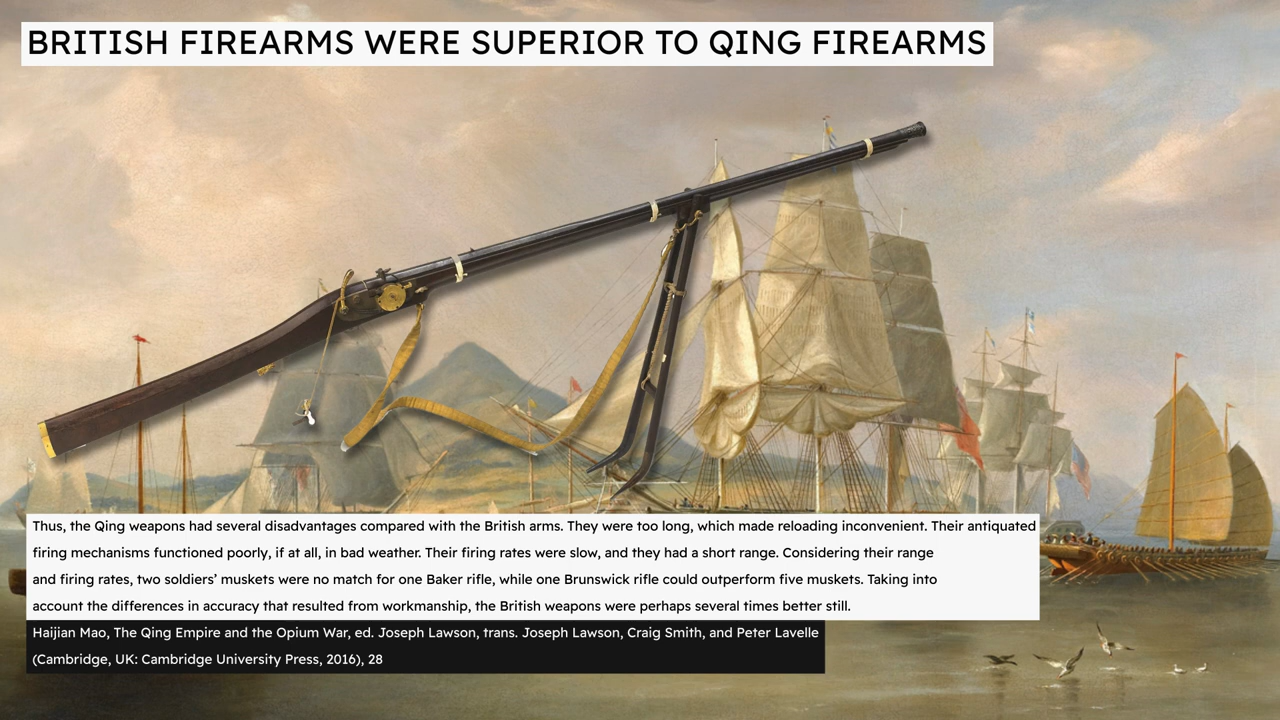 BRITISH FIREARMS WERE SUPERIOR TO QING FIREARMS
Thus, the Qing weapons had several disadvantages compared with the British arms. They were too long, which made reloading inconvenient. Their antiquated
firing mechanisms functioned poorly, if at all, in bad weather. Their firing rates were slow, and they had a short range. Considering their range
and firing rates, two soldiers’ muskets were no match for one Baker rifle, while one Brunswick rifle could outperform five muskets. Taking into
account the differences in accuracy that resulted from workmanship, the British weapons were perhaps several times better still.
Haijian Mao, The Qing Empire and the Opium War, ed. Joseph Lawson, trans. Joseph Lawson, Craig Smith, and Peter Lavelle
(Cambridge, UK: Cambridge University Press, 2016), 28